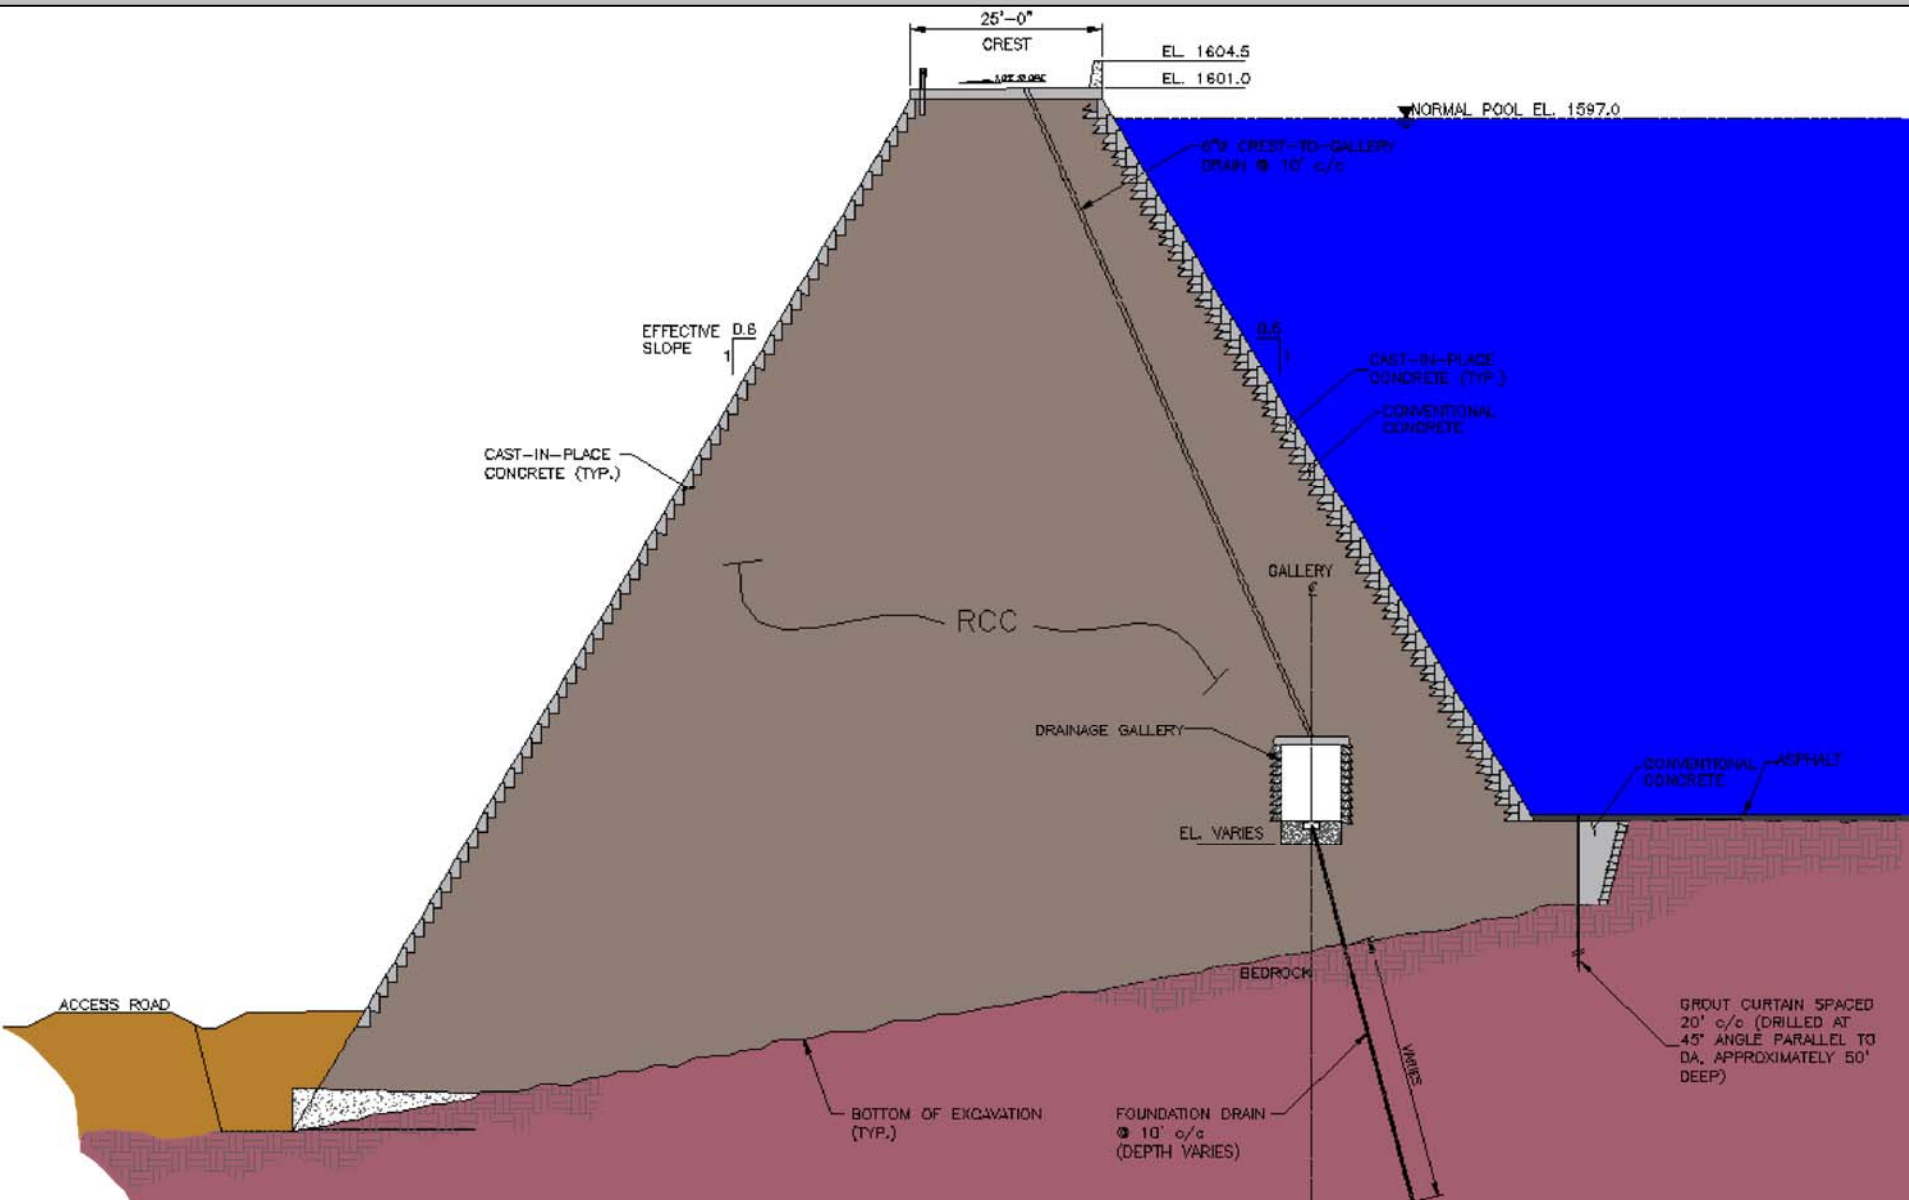 25'-0"
CREST
EL. 1604.5
EL. 1601.0
NORMAL POOL EL. 1597.0
CREST-TO-GALLERY
DRAIN @ 10' c/c
EFFECTIVE
SLOPE
0.6
1
1
CAST-IN-PLACE
CONCRETE (TYP.)
CONVENTIONAL
CONCRETE
CAST-IN-PLACE
CONCRETE (TYP.)
GALLERY
RCC
DRAINAGE GALLERY
CONVENTIONAL
CONCRETE
ASPHALT
EL. VARIES
BEDROCK
ACCESS ROAD
GROUT CURTAIN SPACED
20' c/c (DRILLED AT
45° ANGLE PARALLEL TO
DA, APPROXIMATELY 50'
DEEP)
VARIES
BOTTOM OF EXCAVATION
(TYP.)
FOUNDATION DRAIN
@ 10' c/c
(DEPTH VARIES)